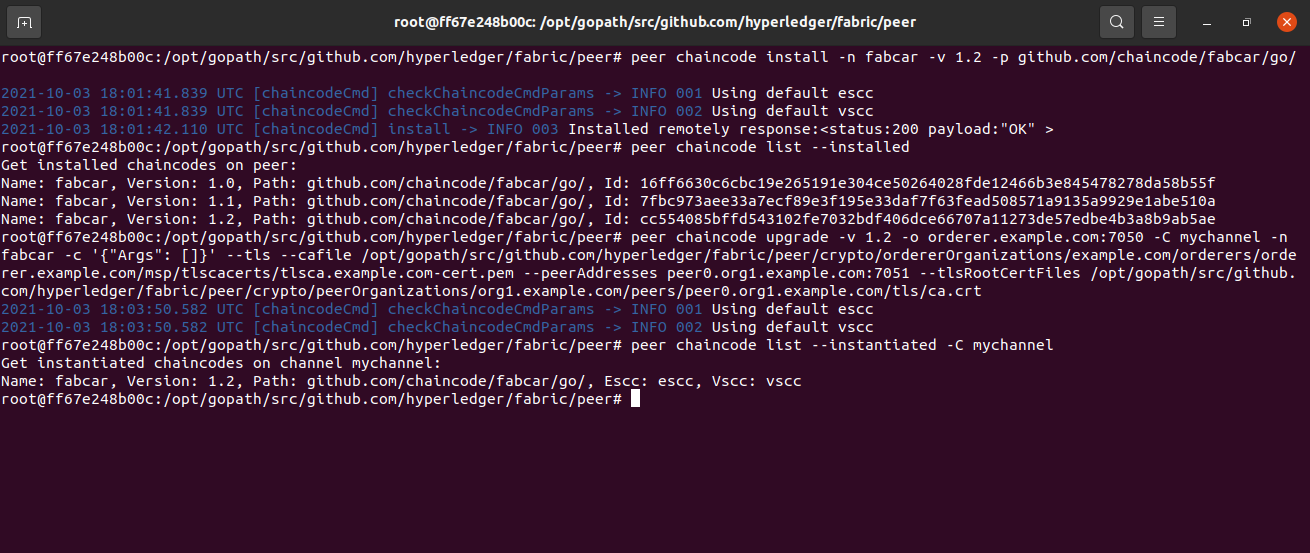 root@ff67e248b00c: /opt/gopath/src/github.com/hyperledger/fabric/peer
root@ff67e248b00c:/opt/gopath/src/github.com/hyperledger/fabric/peer# peer chaincode install -n fabcar -v 1.2 -p github.com/chaincode/fabcar/go/
2021-10-03 18:01:41.839 UTC [chaincodeCmd] checkChaincodeCmdParams -> INFO 001 Using default escc
2021-10-03 18:01:41.839 UTC [chaincodeCmd] checkChaincodeCmdParams -> INFO 002 Using default vscc
2021-10-03 18:01:42.110 UTC [chaincodeCmd] install -> INFO 003 Installed remotely response:<status:200 payload:"OK" >
root@ff67e248b00c:/opt/gopath/src/github.com/hyperledger/fabric/peer# peer chaincode list --installed
Get installed chaincodes on peer:
Name: fabcar, Version: 1.0, Path: github.com/chaincode/fabcar/go/, Id: 16ff6630c6cbc19e265191e304ce50264028fde12466b3e845478278da58b55f
Name: fabcar, Version: 1.1, Path: github.com/chaincode/fabcar/go/, Id: 7fbc973aee33a7ecf89e3f195e33daf7f63fead508571a9135a9929e1abe510a
Name: fabcar, Version: 1.2, Path: github.com/chaincode/fabcar/go/, Id: cc554085bffd543102fe7032bdf406dce66707a11273de57edbe4b3a8b9ab5ae
root@ff67e248b00c:/opt/gopath/src/github.com/hyperledger/fabric/peer# peer chaincode upgrade -v 1.2 -o orderer.example.com:7050 -C mychannel -n
fabcar -c '{"Args": []}' --tls --cafile /opt/gopath/src/github.com/hyperledger/fabric/peer/crypto/ordererOrganizations/example.com/orderers/orde
rer.example.com/msp/tlscacerts/tlsca.example.com-cert.pem --peerAddresses peer0.org1.example.com:7051 --tlsRootCertFiles /opt/gopath/src/github.
com/hyperledger/fabric/peer/crypto/peerOrganizations/org1.example.com/peers/peer0.org1.example.com/tls/ca.crt
2021-10-03 18:03:50.582 UTC [chaincodeCmd] checkChaincodeCmdParams -> INFO 001 Using default escc
2021-10-03 18:03:50.582 UTC [chaincodeCmd] checkChaincodeCmdParams -> INFO 002 Using default vscc
root@ff67e248b00c:/opt/gopath/src/github.com/hyperledger/fabric/peer# peer chaincode list --instantiated -C mychannel
Get instantiated chaincodes on channel mychannel:
Name: fabcar, Version: 1.2, Path: github.com/chaincode/fabcar/go/, Escc: escc, Vscc: vscc
root@ff67e248b00c:/opt/gopath/src/github.com/hyperledger/fabric/peer#